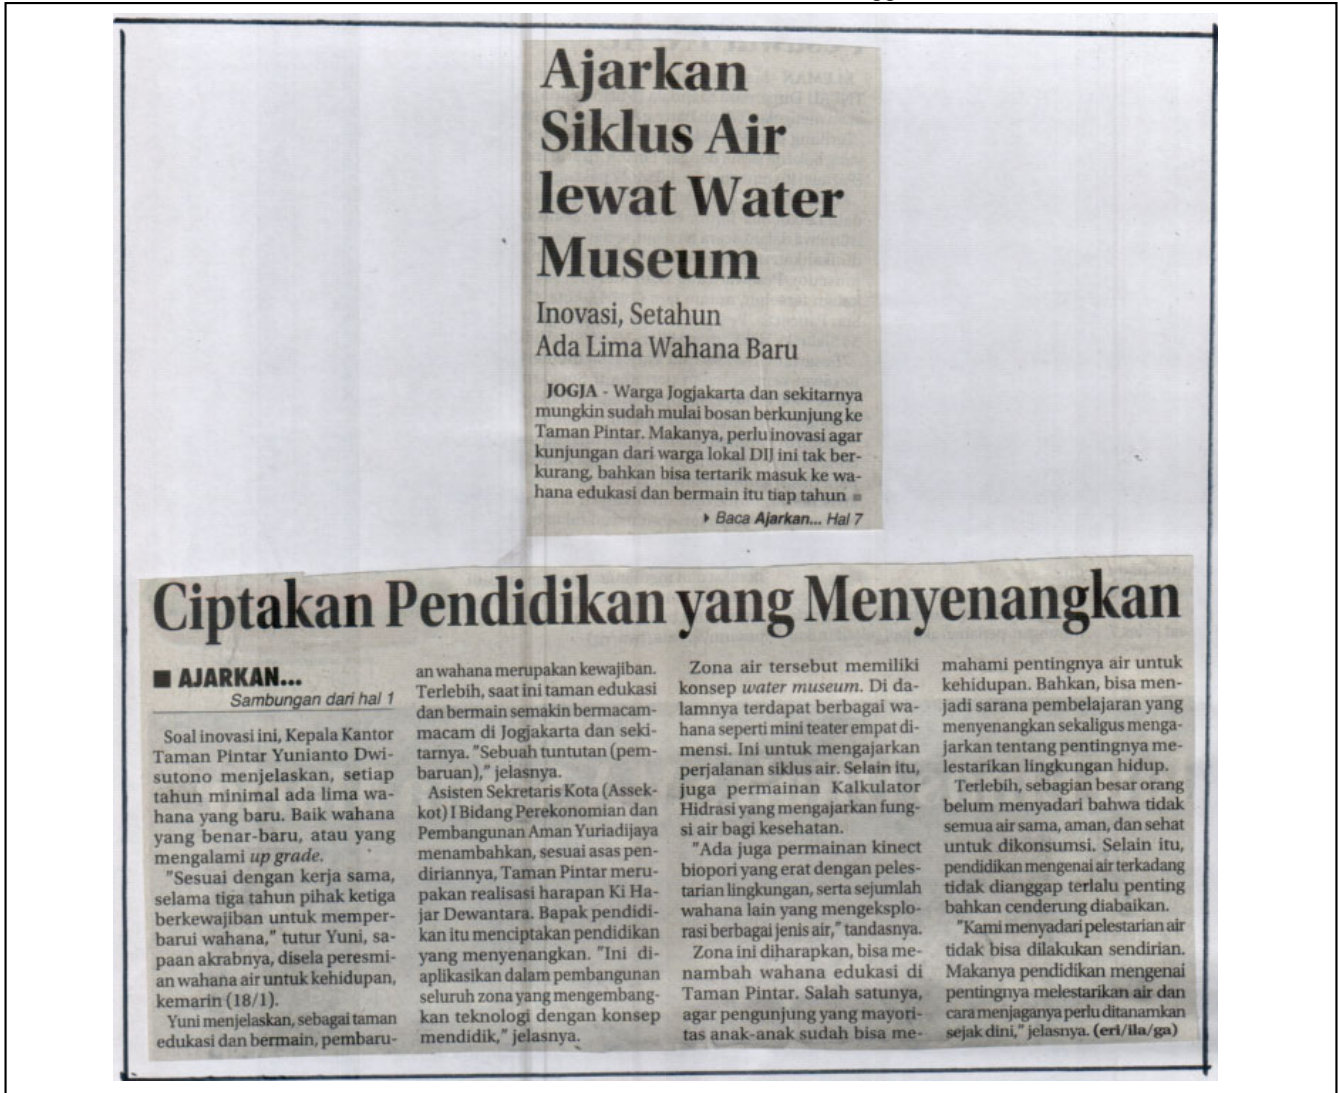 Ajarkan
Siklus Air
lewat Water
Museum
Inovasi, Setahun
Ada Lima Wahana Baru
JOGJA - Warga Jogjakarta dan sekitarnya
mungkin sudah mulai bosan berkunjung ke
Taman Pintar. Makanya, perlu inovasi agar
kunjungan dari warga lokal DIJ ini tak ber-
kurang, bahkan bisa tertarik masuk ke wa-
hana edukasi dan bermain itu tiap tahun
Baca Ajarkan... Hal 7
Ciptakan Pendidikan yang Menyenangkan
AJARKAN...
Sambungan dari hal 1
Soal inovasi ini, Kepala Kantor
Taman Pintar Yunianto Dwi-
sutono menjelaskan, setiap
tahun minimal ada lima wa-
hana yang baru. Baik wahana
yang benar-baru, atau yang
mengalami up grade.
"Sesuai dengan kerja sama,
selama tiga tahun pihak ketiga
berkewajiban untuk memper-
barui wahana," tutur Yuni, sa-
paan akrabnya, disela peresmi-
an wahana air untuk kehidupan,
kemarin (18/1).
Yuni menjelaskan, sebagai taman
edukasi dan bermain, pembaru-
an wahana merupakan kewajiban.
Terlebih, saat ini taman edukasi
dan bermain semakin bermacam-
macam di Jogjakarta dan seki-
tarnya. "Sebuah tuntutan (pem-
baruan)," jelasnya.
Asisten Sekretaris Kota (Assek-
kot) I Bidang Perekonomian dan
Pembangunan Aman Yuriadijaya
menambahkan, sesuai asas pen-
diriannya, Taman Pintar meru-
pakan realisasi harapan Ki Ha-
jar Dewantara. Bapak pendidi-
kan itu menciptakan pendidikan
yang menyenangkan. "Ini di-
aplikasikan dalam pembangunan
seluruh zona yang mengembang-
kan teknologi dengan konsep
mendidik," jelasnya.
Zona air tersebut memiliki
konsep water museum. Di da-
lamnya terdapat berbagai wa-
hana seperti mini teater empat di-
mensi. Ini untuk mengajarkan
perjalanan siklus air. Selain itu,
juga permainan Kalkulator
Hidrasi yang mengajarkan fung-
si air bagi kesehatan.
"Ada juga permainan kinect
biopori yang erat dengan peles-
tarian lingkungan, serta sejumlah
wahana lain yang mengeksplo-
rasi berbagai jenis air," tandasnya.
Zona ini diharapkan, bisa me-
nambah wahana edukasi di
Taman Pintar. Salah satunya,
agar pengunjung yang mayori-
tas anak-anak sudah bisa me-
mahami pentingnya air untuk
kehidupan. Bahkan, bisa men-
jadi sarana pembelajaran yang
menyenangkan sekaligus menga-
jarkan tentang pentingnya me-
lestarikan lingkungan hidup.
Terlebih, sebagian besar orang
belum menyadari bahwa tidak
semua air sama, aman, dan sehat
untuk dikonsumsi. Selain itu,
pendidikan mengenai air terkadang
tidak dianggap terlalu penting
bahkan cenderung diabaikan.
"Kami menyadari pelestarian air
tidak bisa dilakukan sendirian.
Makanya pendidikan mengenai
pentingnya melestarikan air dan
cara menjaganya perlu ditanamkan
sejak dini," jelasnya. (eri/ila/ga)